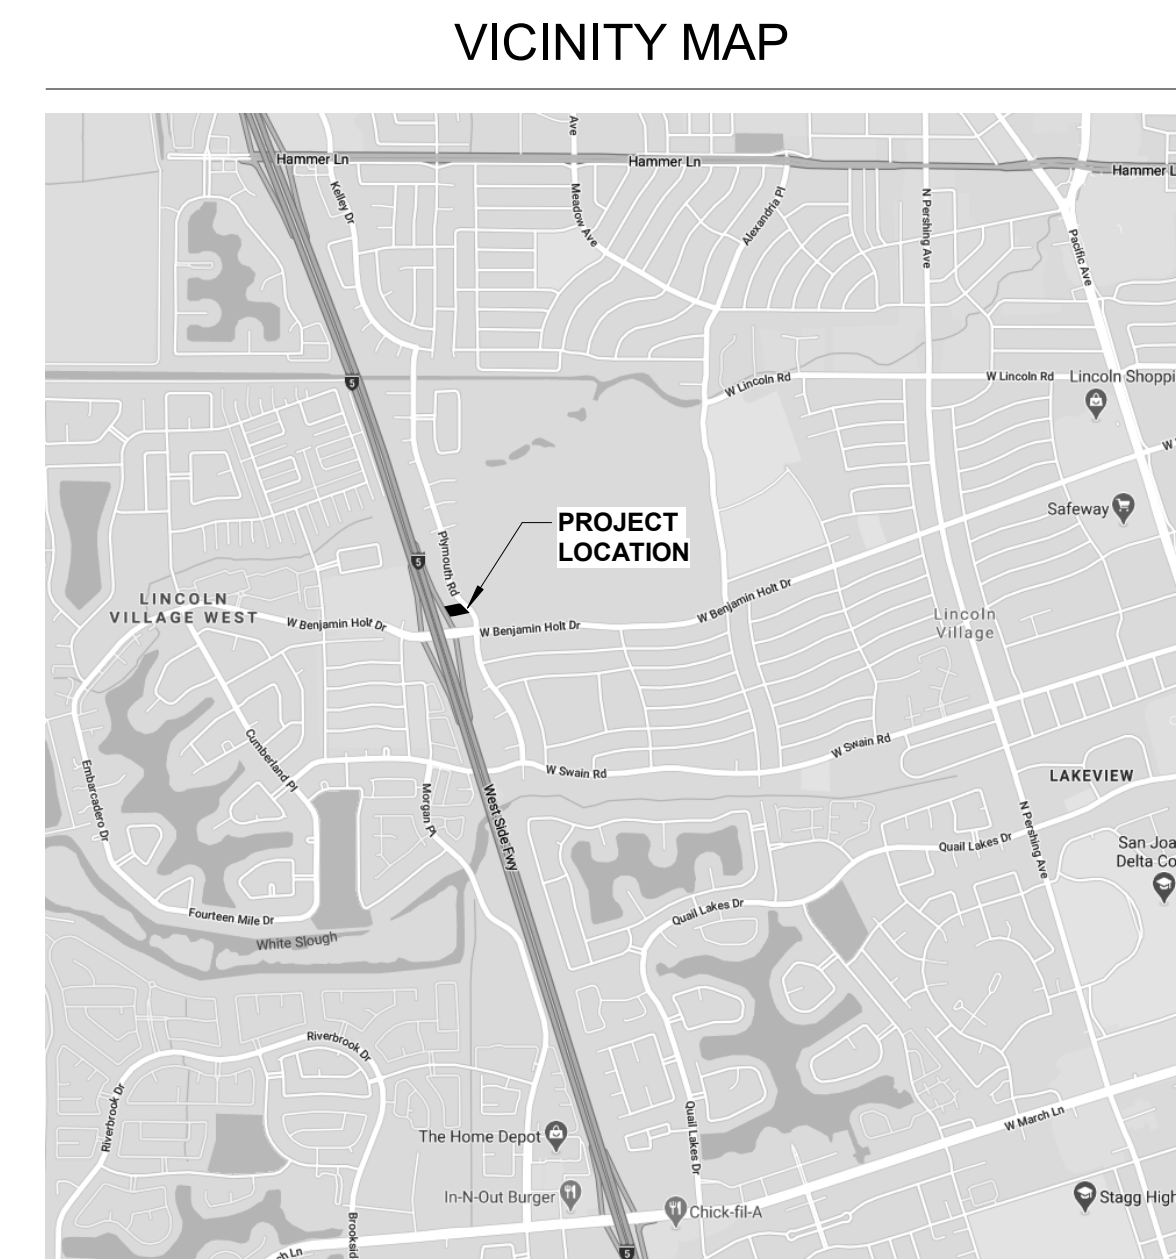 VICINITY MAP
Ave
Hammer Ln
Hammer Ln
Hammer L
Kelley Dr
Meadow Ave
Alexandria Pl
N Pershing Ave
Pacific Ave
5
W Lincoln Rd
W Lincoln Rd
Lincoln Shoppi
W
Safeway
PROJECT
LOCATION
Plymouth Rd
5
LINCOLN
VILLAGE WEST
W Benjamin Holt Dr
W Benjamin Holt Dr
W Benjamin Holt Dr
Lincoln
Village
Cumberland Pl
W Swain Rd
W Swain Rd
Embarcadero Dr
Morgan Pl
West Side Fwy
LAKEVIEW
N Pershing Ave
Quail Lakes Dr
San Joa
Delta Co
Quail Lakes Dr
Fourteen Mile Dr
White Slough
Riverbrook Dr
Riverbrook Dr
Quail Lakes Dr
W March Ln
The Home Depot
In-N-Out Burger
Chick-fil-A
Stagg High
Brooksid
ch Ln
5